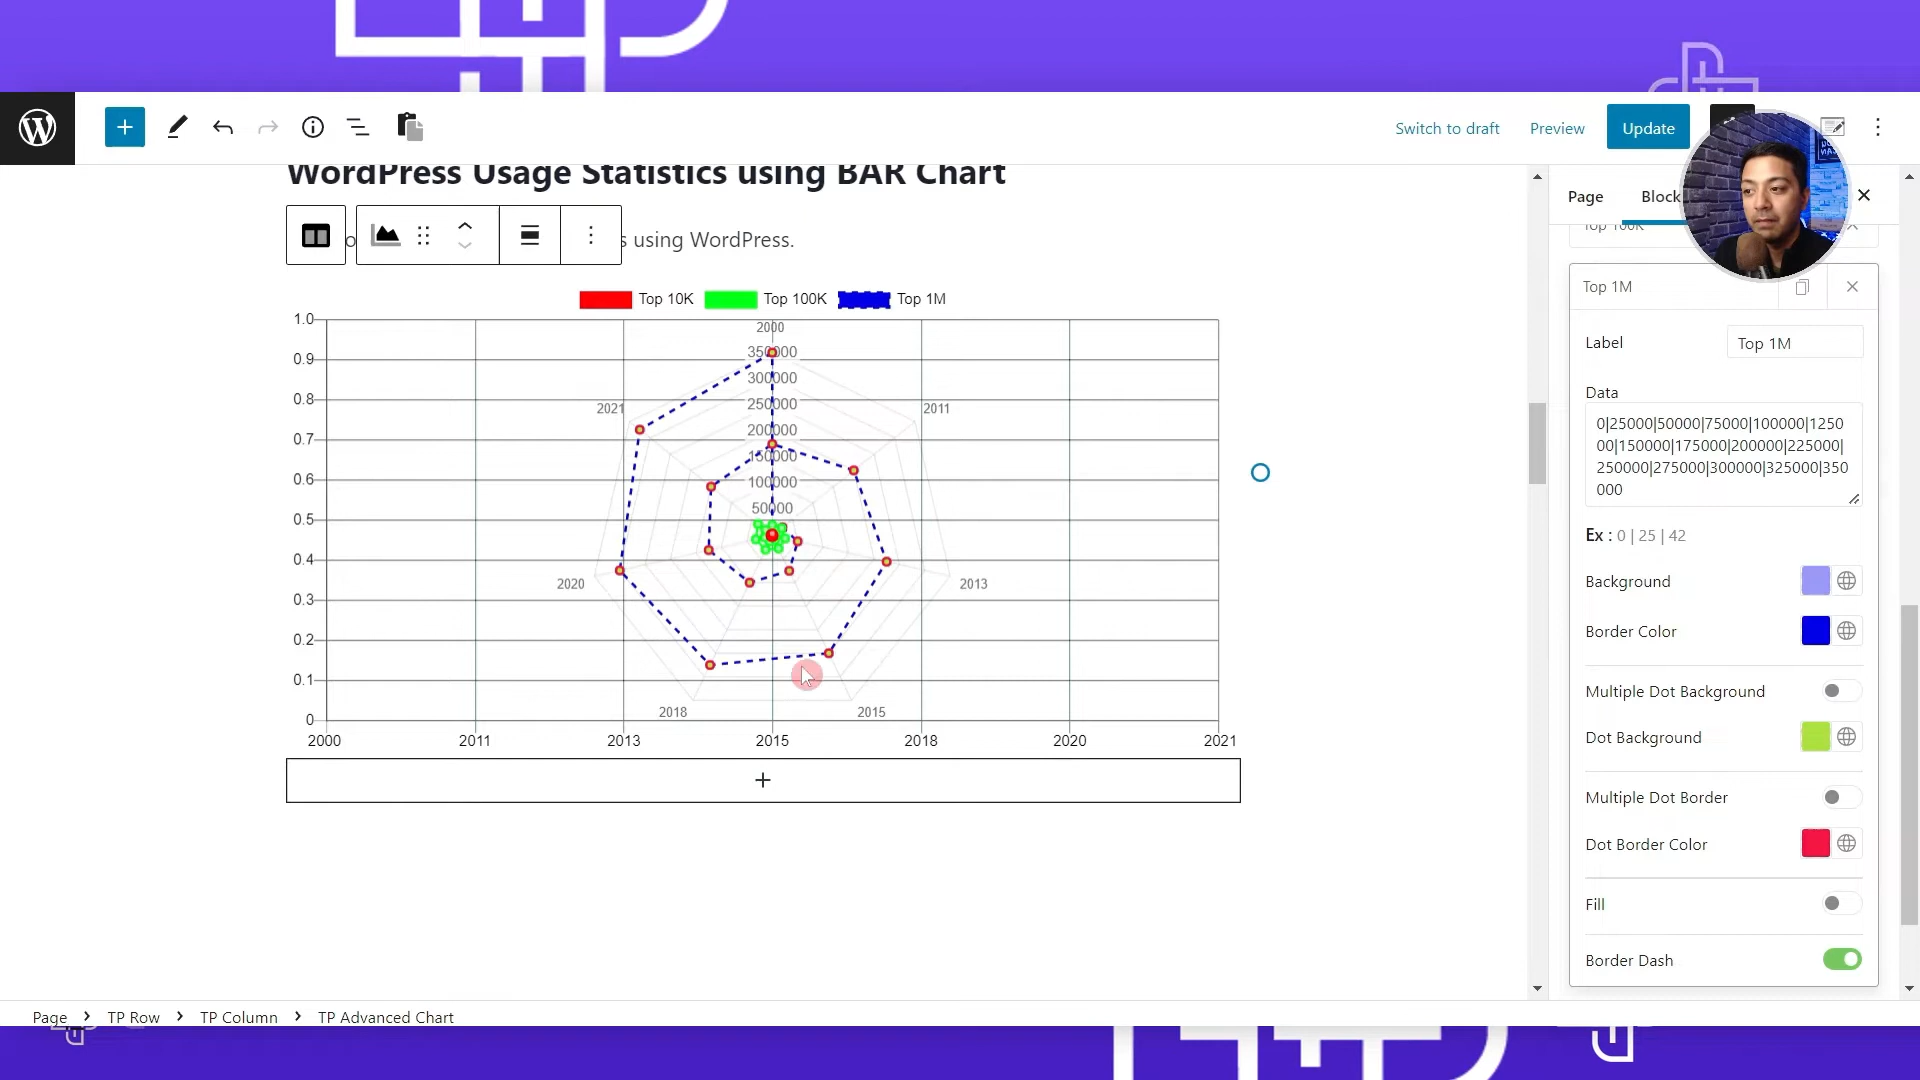 Switch to draft
Preview
Update
WordPress Usage Statistics using BAR Chart
s using WordPress.
Top 10K
Top 100K
Top 1M
1.0
0.9
0.8
0.7
0.6
0.5
0.4
0.3
0.2
0.1
0
2000
350000
300000
250000
200000
150000
100000
50000
2021
2011
2020
2013
2018
2015
2000
2011
2013
2015
2018
2020
2021
+
Page
Block
Top 100K
Top 1M
Label
Top 1M
Data
0|25000|50000|75000|100000|1250
00|150000|175000|200000|225000|
250000|275000|300000|325000|350
000
Ex : 0 | 25 | 42
Background
Border Color
Multiple Dot Background
Dot Background
Multiple Dot Border
Dot Border Color
Fill
Border Dash
Page > TP Row > TP Column > TP Advanced Chart